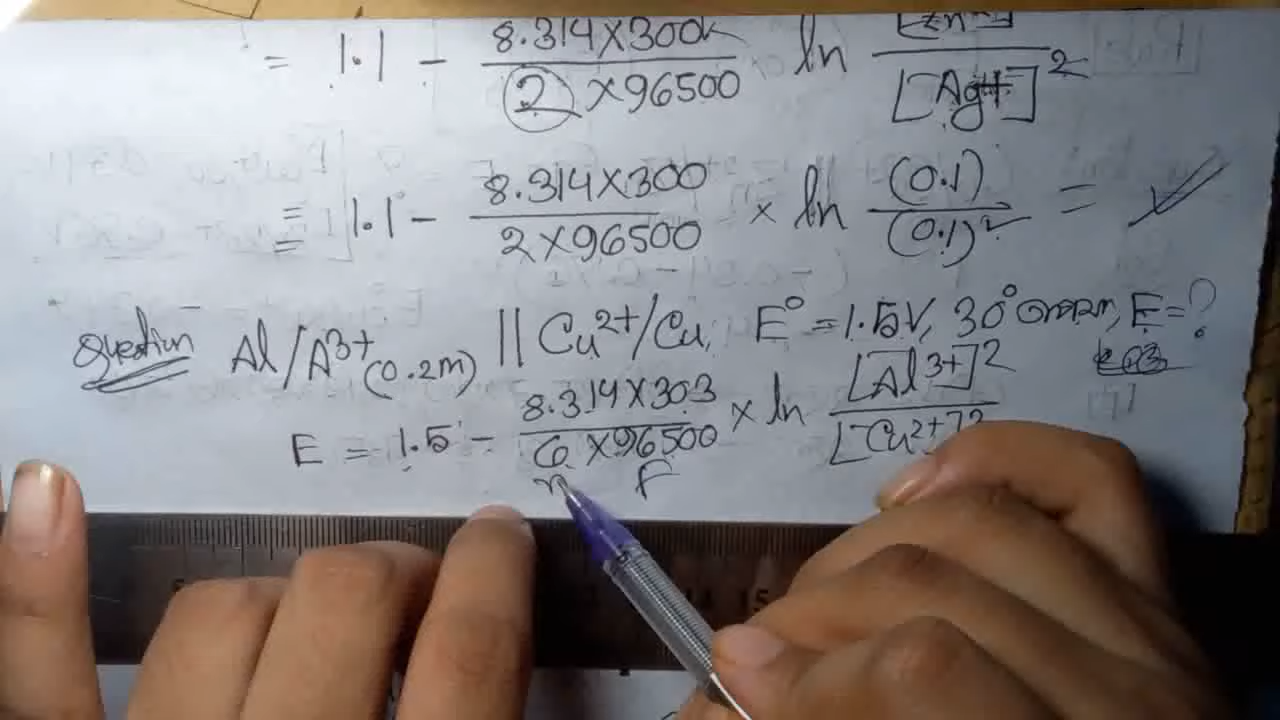 = 1.1 - 8.314×300K / 2 ×96500 ln [Zn2+] / [Ag+]²
= 1.1 - 8.314×300 / 2×96500 × ln (0.1) / (0.1)² = ✓
Question Al/A³⁺(0.2m) || Cu²⁺/Cu, E° = 1.5V, 30° E=?
E = 1.5 - 8.314×303 / 6 ×96500 × ln [Al³⁺]² / [Cu²⁺]³
n F